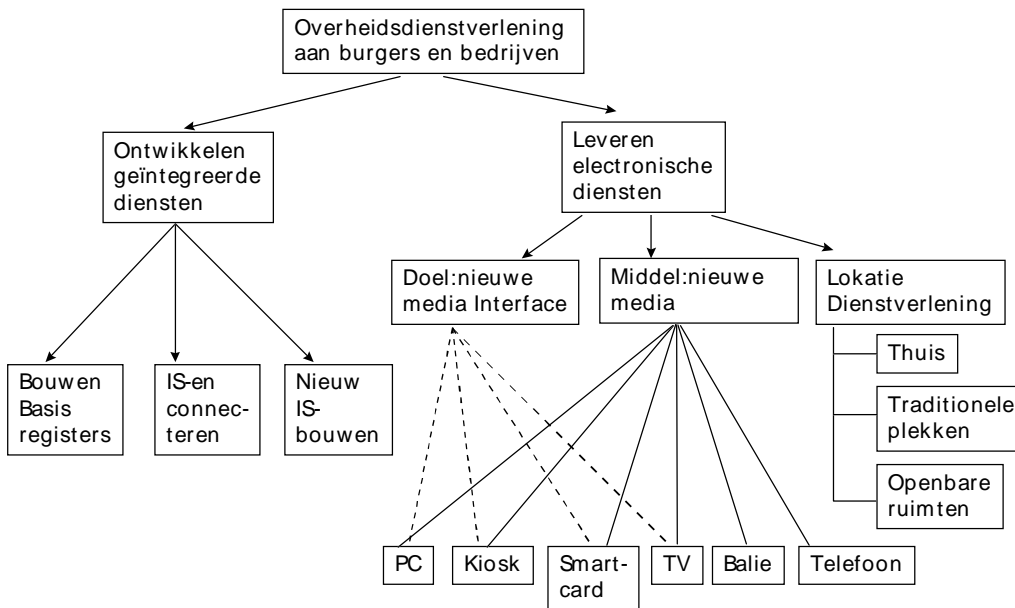 Overheidsdienstverlening
aan burgers en bedrijven
Ontwikkelen
geïntegreerde
diensten
Leveren
electronische
diensten
Doel:nieuwe
media Interface
Middel:nieuwe
media
Lokatie
Dienstverlening
Thuis
Traditionele
plekken
Openbare
ruimten
Bouwen
Basis
registers
IS-en
connec-
teren
Nieuw
IS-
bouwen
PC
Kiosk
Smart-
card
TV
Balie
Telefoon